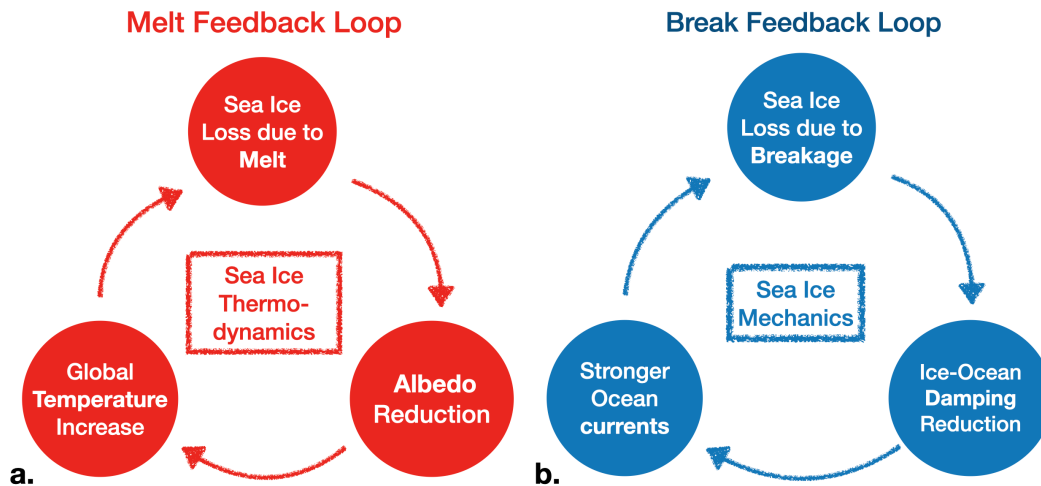 Melt Feedback Loop
Sea Ice
Loss due to
Melt
Sea Ice
Thermo-
dynamics
Global
Temperature
Increase
Albedo
Reduction
a.
Break Feedback Loop
Sea Ice
Loss due to
Breakage
Sea Ice
Mechanics
Stronger
Ocean
currents
Ice-Ocean
Damping
Reduction
b.